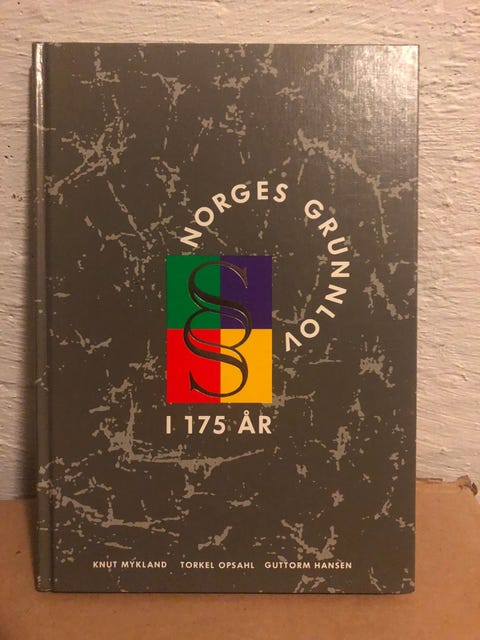 NORGES GRUNNLOV
§
I 175 ÅR
KNUT MYKLAND TORKEL OPSAHL GUTTORM HANSEN